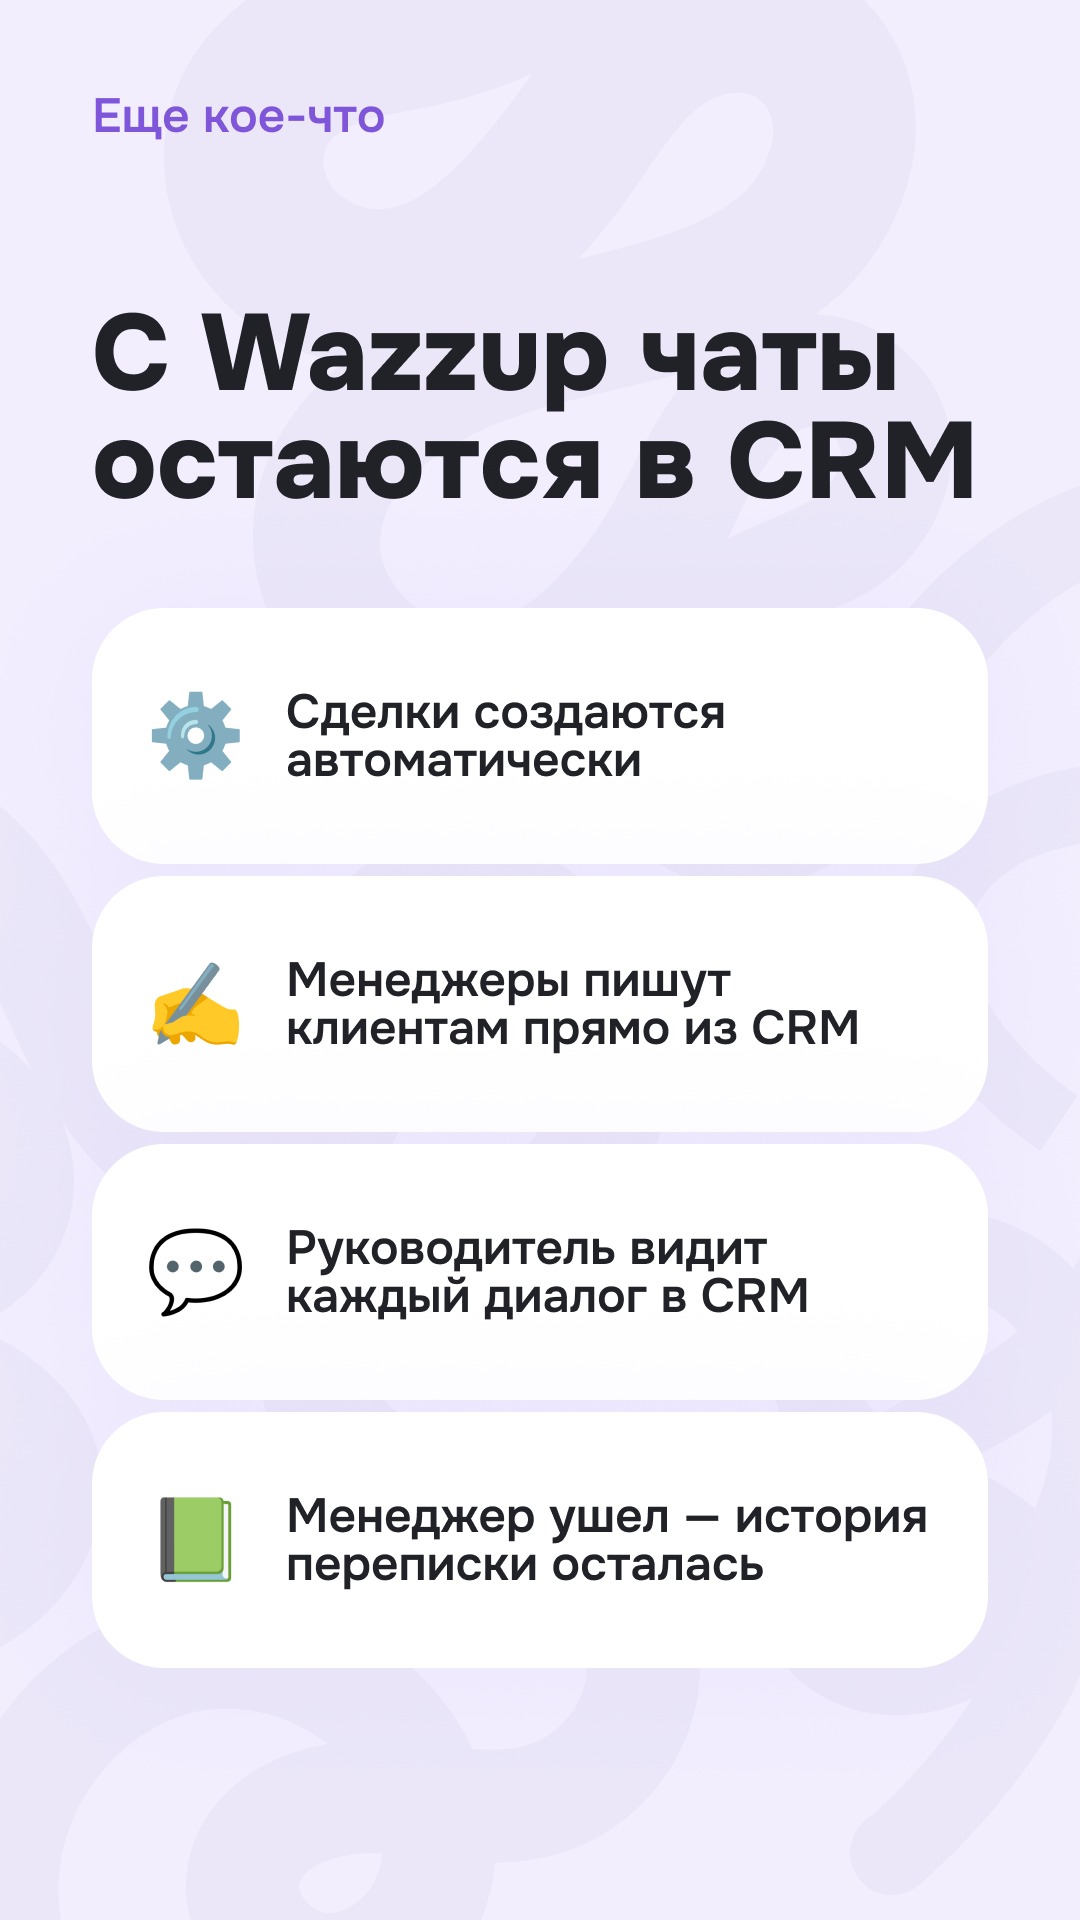 Еще кое-что
С Wazzup чаты
остаются в CRM
Сделки создаются
автоматически
Менеджеры пишут
клиентам прямо из CRM
Руководитель видит
каждый диалог в CRM
Менеджер ушел — история
переписки осталась